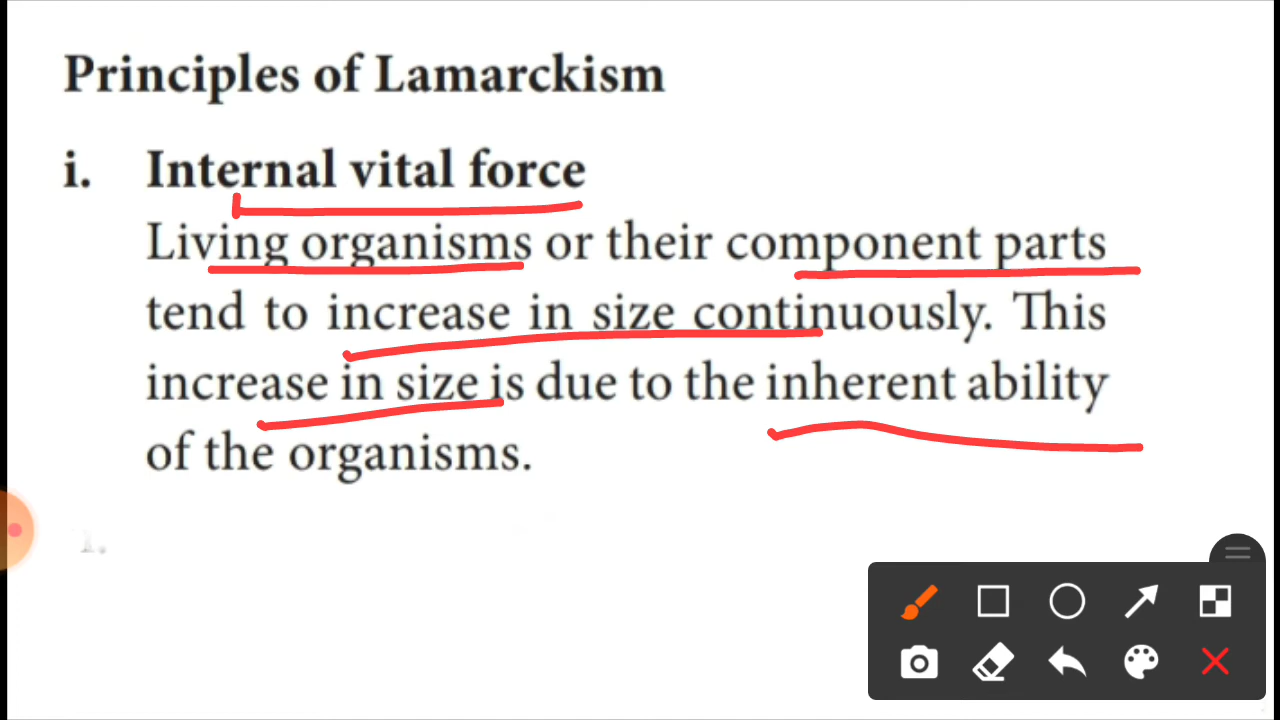 Principles of Lamarckism
i. Internal vital force
Living organisms or their component parts
tend to increase in size continuously. This
increase in size is due to the inherent ability
of the organisms.